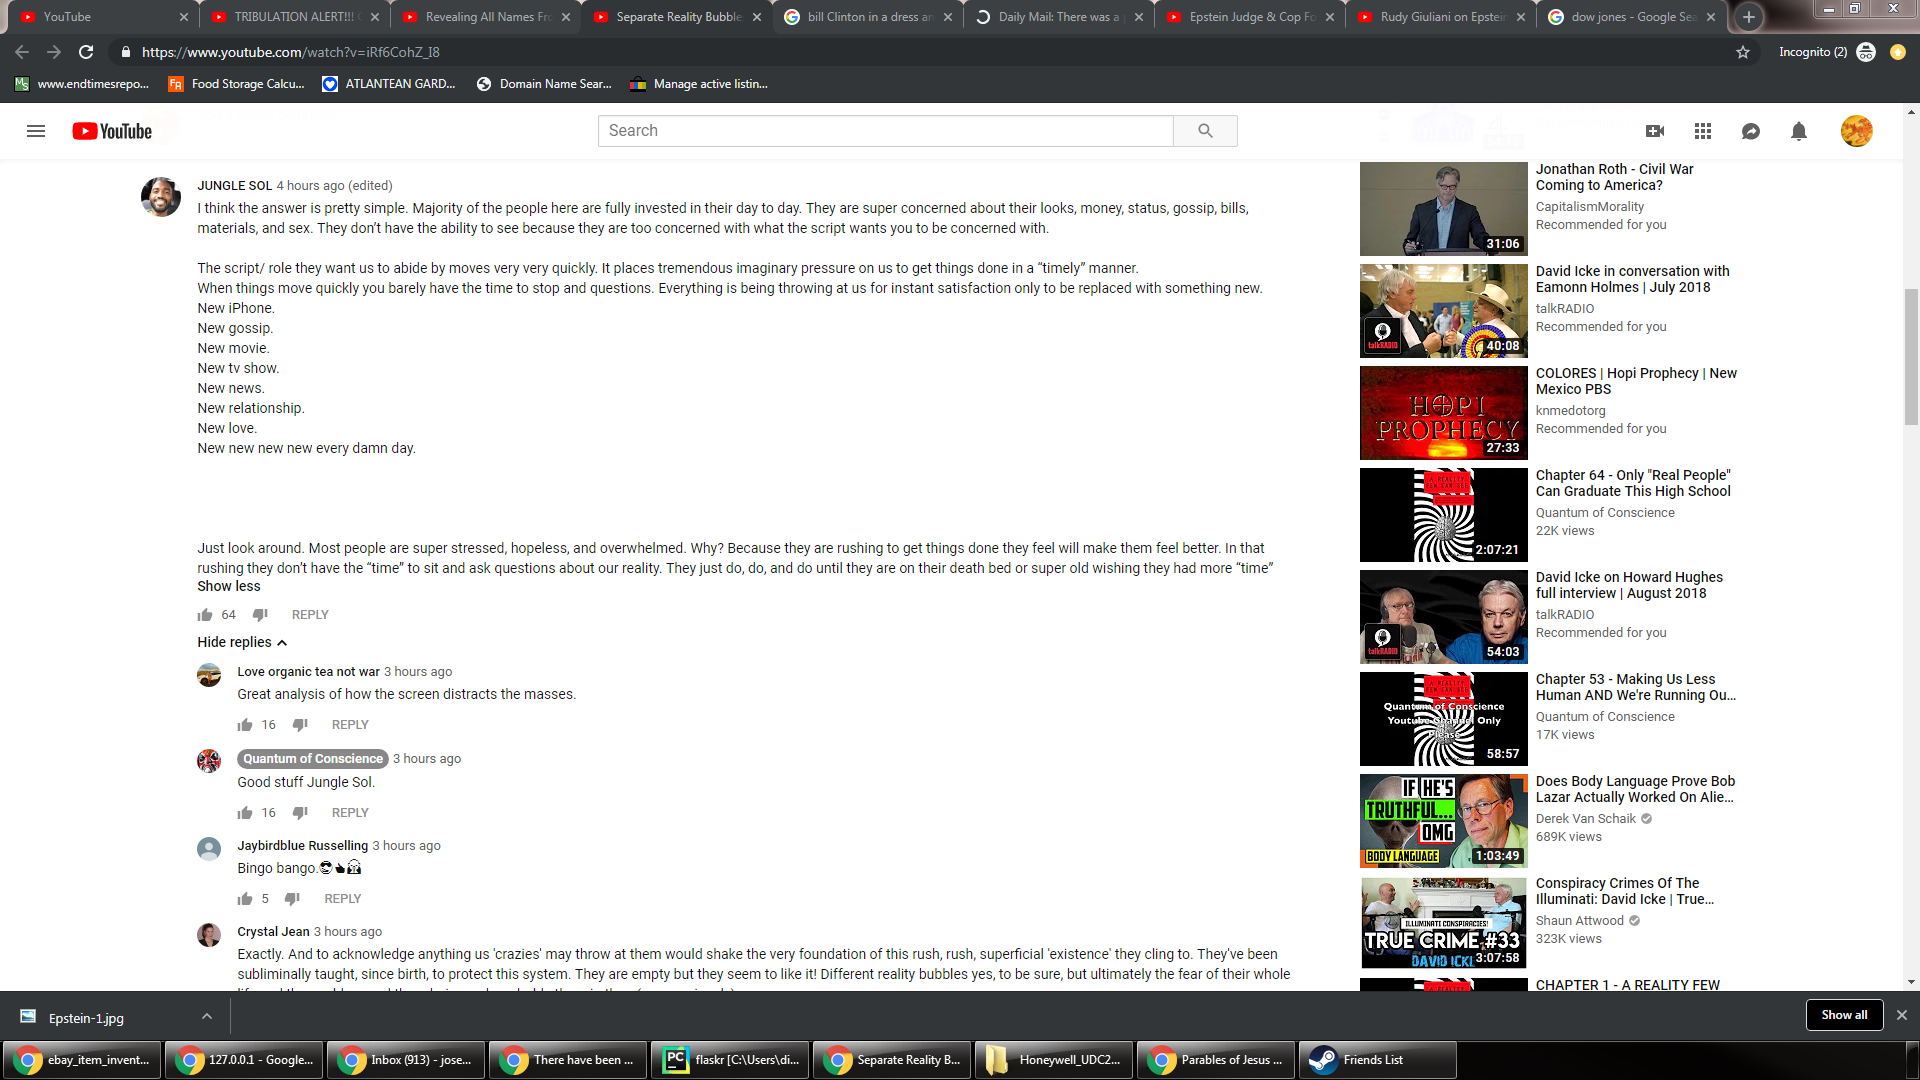 YouTube
TRIBULATION ALERT!!!
Revealing All Names
Separate Reality Bubble
bill Clinton in a dress
Daily Mail: There was a
Epstein Judge & Cop
Rudy Giuliani on Epstein
dow jones - Google
https://www.youtube.com/watch?v=iRf6CohZ_I8
Incognito (2)
www.endtimesrepo...
Food Storage Calcu...
ATLANTEAN GARD...
Domain Name Sear...
Manage active listin...
YouTube
Search
JUNGLE SOL 4 hours ago (edited)
I think the answer is pretty simple. Majority of the people here are fully invested in their day to day. They are super concerned about their looks, money, status, gossip, bills,
materials, and sex. They don't have the ability to see because they are too concerned with what the script wants you to be concerned with.
The script/ role they want us to abide by moves very very quickly. It places tremendous imaginary pressure on us to get things done in a “timely” manner.
When things move quickly you barely have the time to stop and questions. Everything is being throwing at us for instant satisfaction only to be replaced with something new.
New iPhone.
New gossip.
New movie.
New tv show.
New news.
New relationship.
New love.
New new new new every damn day.
Just look around. Most people are super stressed, hopeless, and overwhelmed. Why? Because they are rushing to get things done they feel will make them feel better. In that
rushing they don’t have the “time” to sit and ask questions about our reality. They just do, do, and do until they are on their death bed or super old wishing they had more “time”
Show less
64 REPLY
Hide replies
Love organic tea not war 3 hours ago
Great analysis of how the screen distracts the masses.
16 REPLY
Quantum of Conscience 3 hours ago
Good stuff Jungle Sol.
16 REPLY
Jaybirdblue Russelling 3 hours ago
Bingo bango.
5 REPLY
Crystal Jean 3 hours ago
Exactly. And to acknowledge anything us 'crazies' may throw at them would shake the very foundation of this rush, rush, superficial 'existence' they cling to. They've been
subliminally taught, since birth, to protect this system. They are empty but they seem to like it! Different reality bubbles yes, to be sure, but ultimately the fear of their whole
31:06
Jonathan Roth - Civil War
Coming to America?
CapitalismMorality
Recommended for you
talkRADIO
40:08
David Icke in conversation with
Eamonn Holmes | July 2018
talkRADIO
Recommended for you
HOPI
PROPHECY
27:33
COLORES | Hopi Prophecy | New
Mexico PBS
knmedotorg
Recommended for you
A REALITY
2:07:21
Chapter 64 - Only "Real People"
Can Graduate This High School
Quantum of Conscience
22K views
talkRADIO
54:03
David Icke on Howard Hughes
full interview | August 2018
talkRADIO
Recommended for you
A REALITY
Quantum of Conscience
Youtube Channel Only
Please
58:57
Chapter 53 - Making Us Less
Human AND We're Running Ou...
Quantum of Conscience
17K views
IF HE'S
TRUTHFUL...
OMG
BODY LANGUAGE
1:03:49
Does Body Language Prove Bob
Lazar Actually Worked On Alie...
Derek Van Schaik
689K views
ILLUMINATI CONSPIRACIES!
TRUE CRIME #33
DAVID ICKE
3:07:58
Conspiracy Crimes Of The
Illuminati: David Icke | True...
Shaun Attwood
323K views
CHAPTER 1 - A REALITY FEW
Epstein-1.jpg
Show all
ebay_item_invent...
127.0.0.1 - Google...
Inbox (913) - jose...
There have been ...
PC
flaskr [C:\Users\di...
Separate Reality B...
Honeywell_UDC2...
Parables of Jesus ...
Friends List